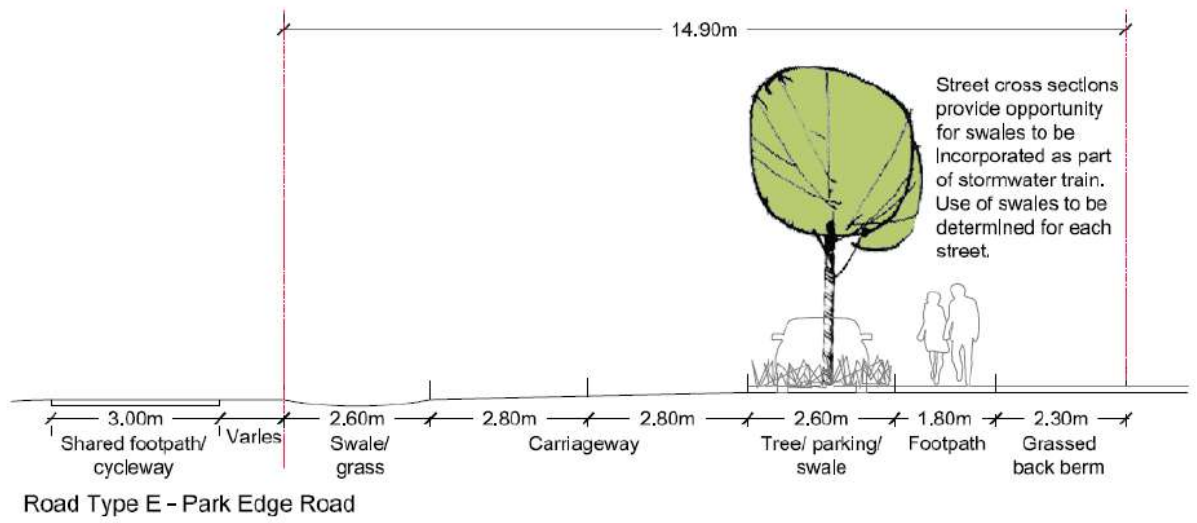 14.90m
Street cross sections
provide opportunity
for swales to be
Incorporated as part
of stormwater train.
Use of swales to be
determined for each
street.
3.00m
Shared footpath/
cycleway
Varies
2.60m
Swale/
grass
2.80m
2.80m
Carriageway
2.60m
Tree/ parking/
swale
1.80m
Footpath
2.30m
Grassed
back berm
Road Type E - Park Edge Road